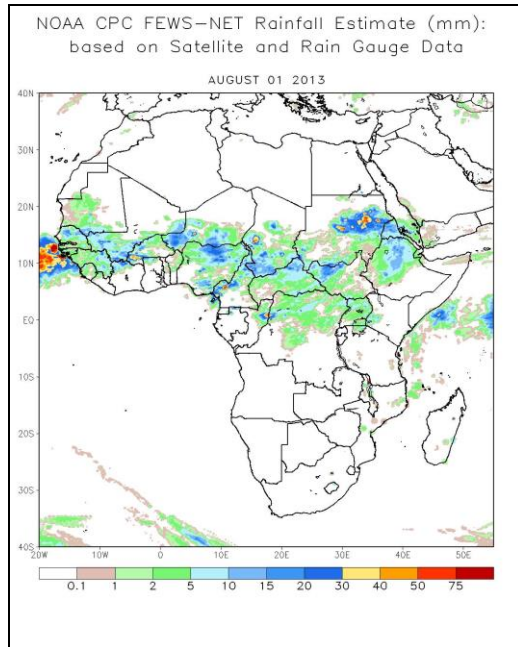 NOAA CPC FEWS-NET Rainfall Estimate (mm):
based on Satellite and Rain Gauge Data
AUGUST 01 2013
40N
30N
20N
10N
EQ
10S
20S
30S
40S
20W 10W 0 10E 20E 30E 40E 50E
0.1 1 2 5 10 15 20 30 40 50 75